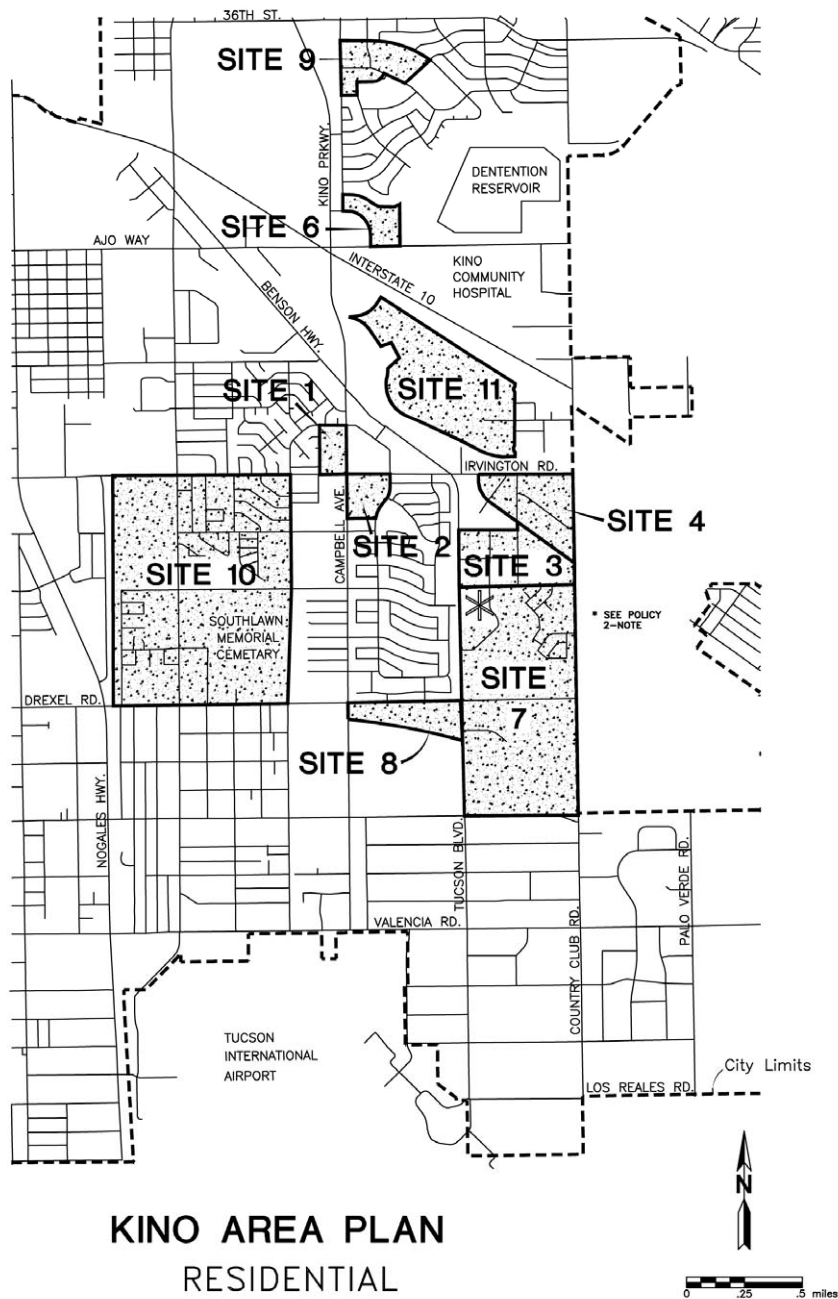 36TH ST.
SITE 9
KINO PRKWY.
DENTENTION
RESERVOIR
SITE 6
AJO WAY
INTERSTATE 10
KINO
COMMUNITY
HOSPITAL
BENSON HWY.
SITE 11
SITE
1
IRVINGTON RD.
SITE 4
CAMPBELL AVE.
SITE 2
SITE 3
SITE 10
* SEE POLICY
2-NOTE
SOUTHLAWN
MEMORIAL
CEMETARY
SITE
7
DREXEL RD.
SITE 8
NOGALES HWY.
TUCSON BLVD.
COUNTRY CLUB RD.
PALO VERDE RD.
VALENCIA RD.
TUCSON
INTERNATIONAL
AIRPORT
City Limits
LOS REALES RD.
N
KINO AREA PLAN
RESIDENTIAL
0 .25 .5 miles